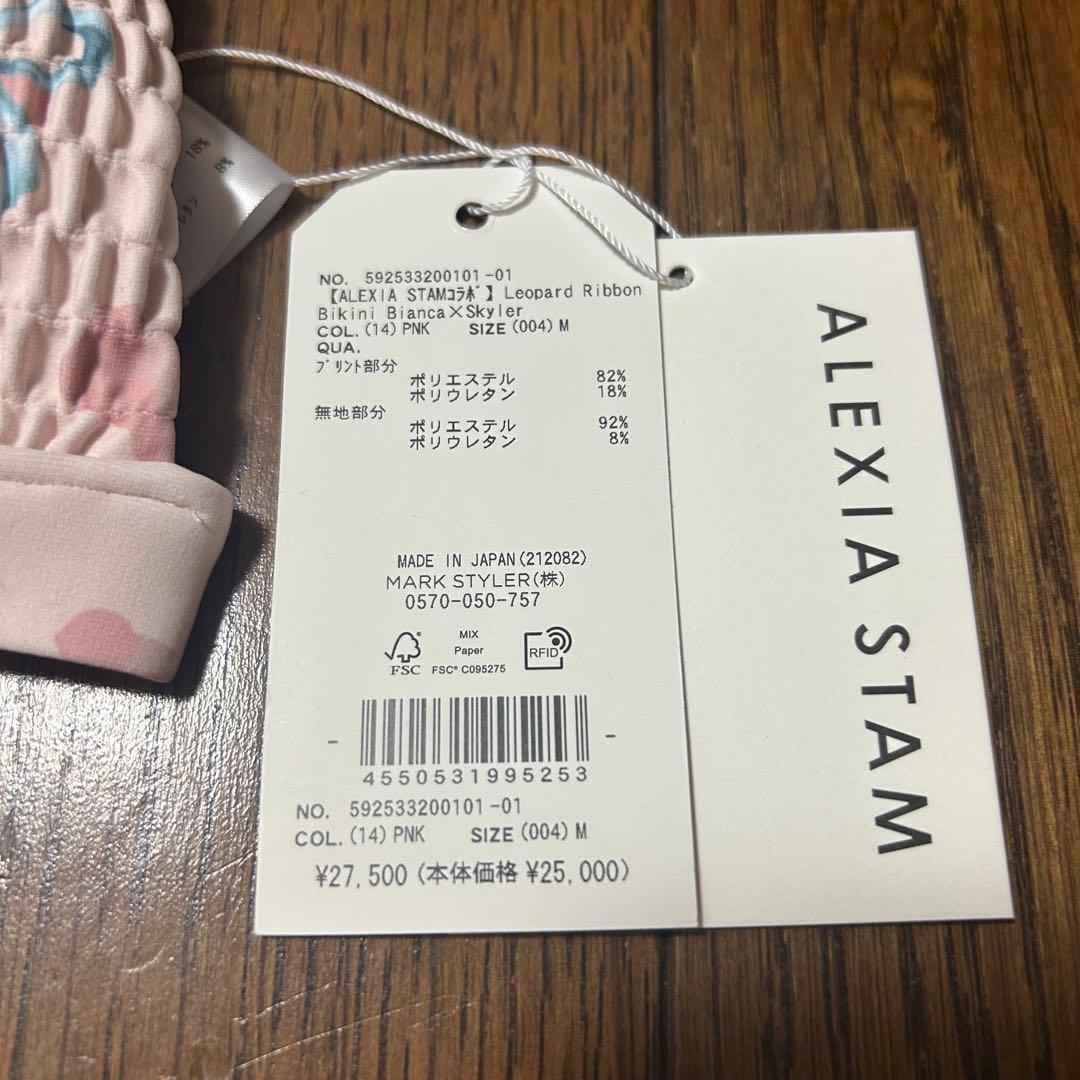 18%
8%
NO. 592533200101-01
【ALEXIA STAMｺﾗﾎﾞ】Leopard Ribbon
Bikini Bianca×Skyler
COL.(14)PNK SIZE(004)M
QUA.
ﾌﾟﾘﾝﾄ部分
ポリエステル 82%
ポリウレタン 18%
無地部分
ポリエステル 92%
ポリウレタン 8%
MADE IN JAPAN(212082)
MARK STYLER(株)
0570-050-757
FSC
MIX
Paper
FSC® C095275
RFID
4550531995253
NO. 592533200101-01
COL.(14)PNK SIZE(004)M
¥27,500(本体価格 ¥25,000)
ALEXIA STAM